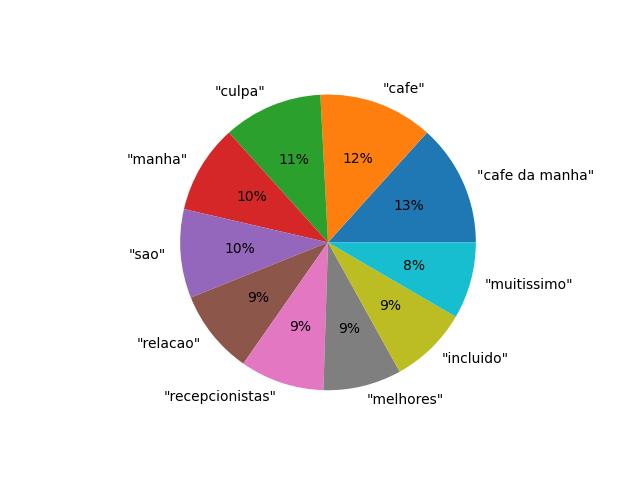 "cafe"
"culpa"
"manha"
"cafe da manha"
11%
12%
10%
13%
"sao"
10%
8%
"muitissimo"
9%
9%
9%
9%
"relacao"
"incluido"
"recepcionistas"
"melhores"